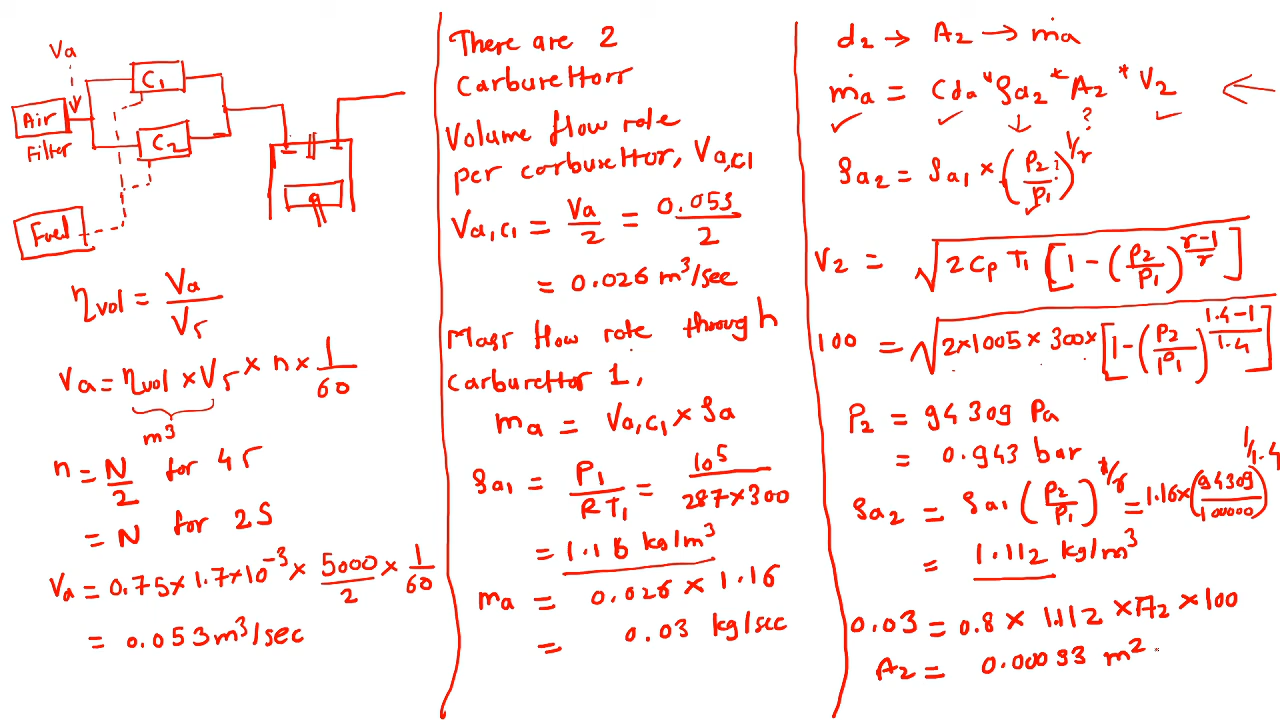 Va
C1
Air
Filter
C2
Fuel
ηvol = Va / Vs
Va = ηvol × Vs × n × 1/60
m³
n = N/2 for 4s
= N for 2S
Va = 0.75 × 1.7 × 10⁻³ × 5000/2 × 1/60
= 0.053 m³/sec
There are 2
Carburettorr
Volume flow rate
per carburettor, Va,C1
Va,C1 = Va/2 = 0.053/2
= 0.026 m³/sec
Mass flow rate through
Carburettor 1,
ma = Va,C1 × ρa
ρa1 = P1/RT1 = 10⁵/287×300
= 1.16 kg/m³
ma = 0.026 × 1.16
= 0.03 kg/sec
d2 → A2 → ṁa
ṁa = Cda * ρa2 * A2 * V2 ←
?
ρa2 = ρa1 × (P2/P1)^1/r
?
V2 = √2 Cp T1 [1 - (P2/P1)^r-1/r]
100 = √2×1005 × 300× [1 - (P2/P1)^1.4-1/1.4]
P2 = 94309 Pa
= 0.943 bar
ρa2 = ρa1 (P2/P1)^1/r = 1.16×(94309/100000)^1/1.4
= 1.112 kg/m³
0.03 = 0.8 × 1.112 × A2 × 100
A2 = 0.00033 m²